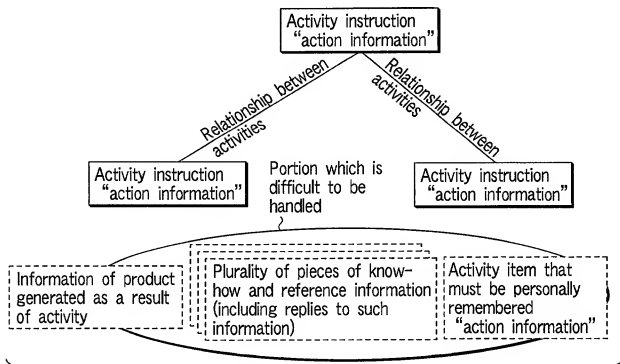 Activity instruction
“action information”
Relationship between
activities
Relationship between
activities
Activity instruction
“action information”
Portion which is
difficult to be
handled
Activity instruction
“action information”
Information of product
generated as a result
of activity
Plurality of pieces of know-
how and reference information
(including replies to such
information)
Activity item that
must be personally
remembered
“action information”